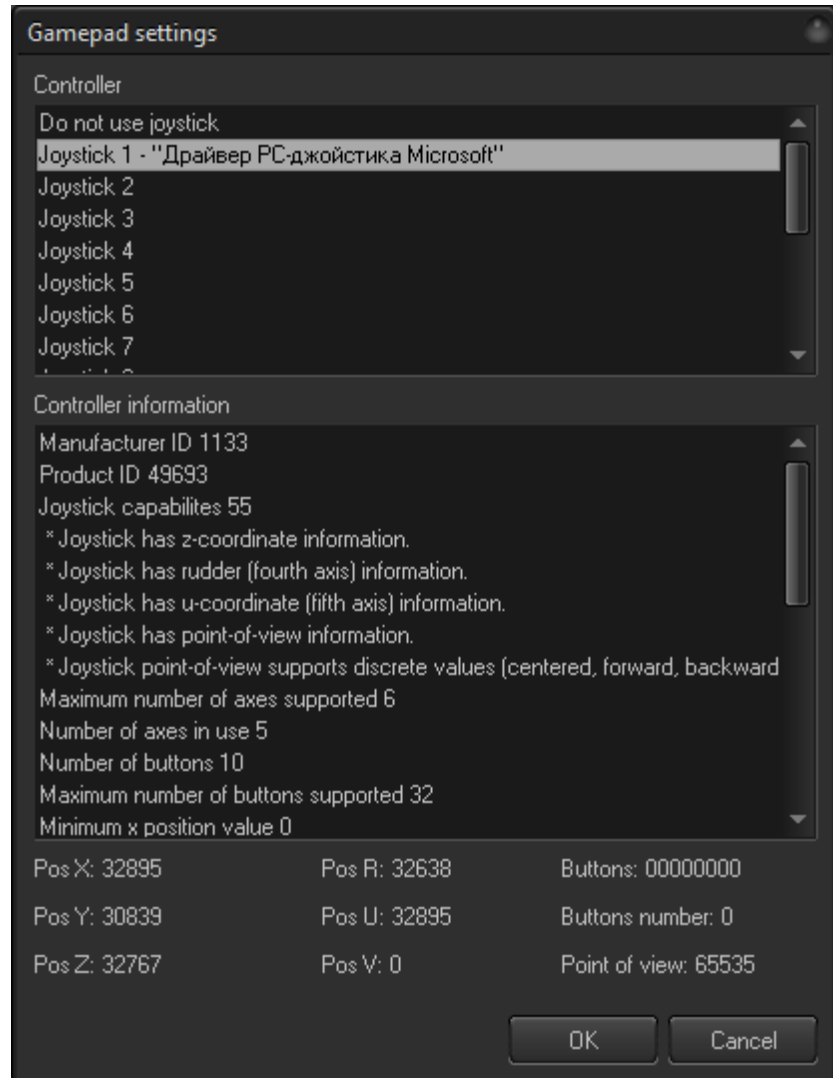 Gamepad settings
Controller
Do not use joystick
Joystick 1 - "Драйвер РС-джойстика Microsoft"
Joystick 2
Joystick 3
Joystick 4
Joystick 5
Joystick 6
Joystick 7
Controller information
Manufacturer ID 1133
Product ID 49693
Joystick capabilites 55
* Joystick has z-coordinate information.
* Joystick has rudder (fourth axis) information.
* Joystick has u-coordinate (fifth axis) information.
* Joystick has point-of-view information.
* Joystick point-of-view supports discrete values (centered, forward, backward
Maximum number of axes supported 6
Number of axes in use 5
Number of buttons 10
Maximum number of buttons supported 32
Minimum x position value 0
Pos X: 32895 Pos R: 32638 Buttons: 00000000
Pos Y: 30839 Pos U: 32895 Buttons number: 0
Pos Z: 32767 Pos V: 0 Point of view: 65535
OK Cancel